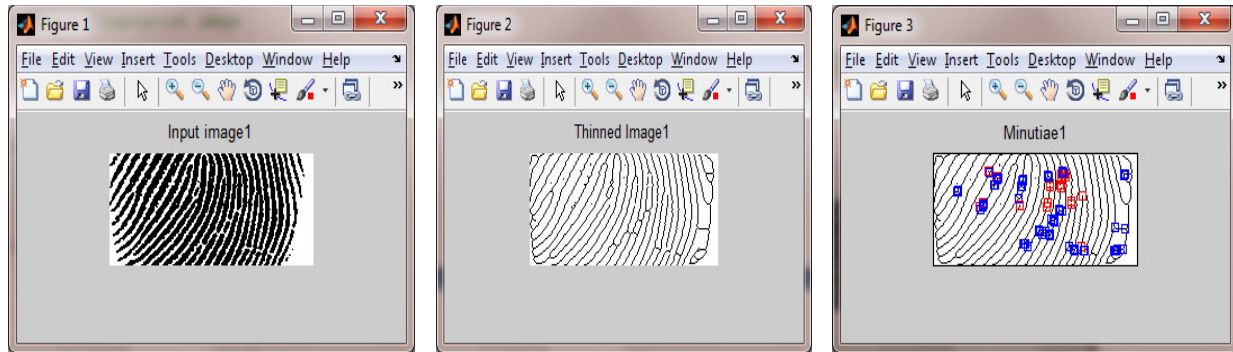 Figure 1
File Edit View Insert Tools Desktop Window Help
Input image1
Figure 2
File Edit View Insert Tools Desktop Window Help
Thinned Image1
Figure 3
File Edit View Insert Tools Desktop Window Help
Minutiae1